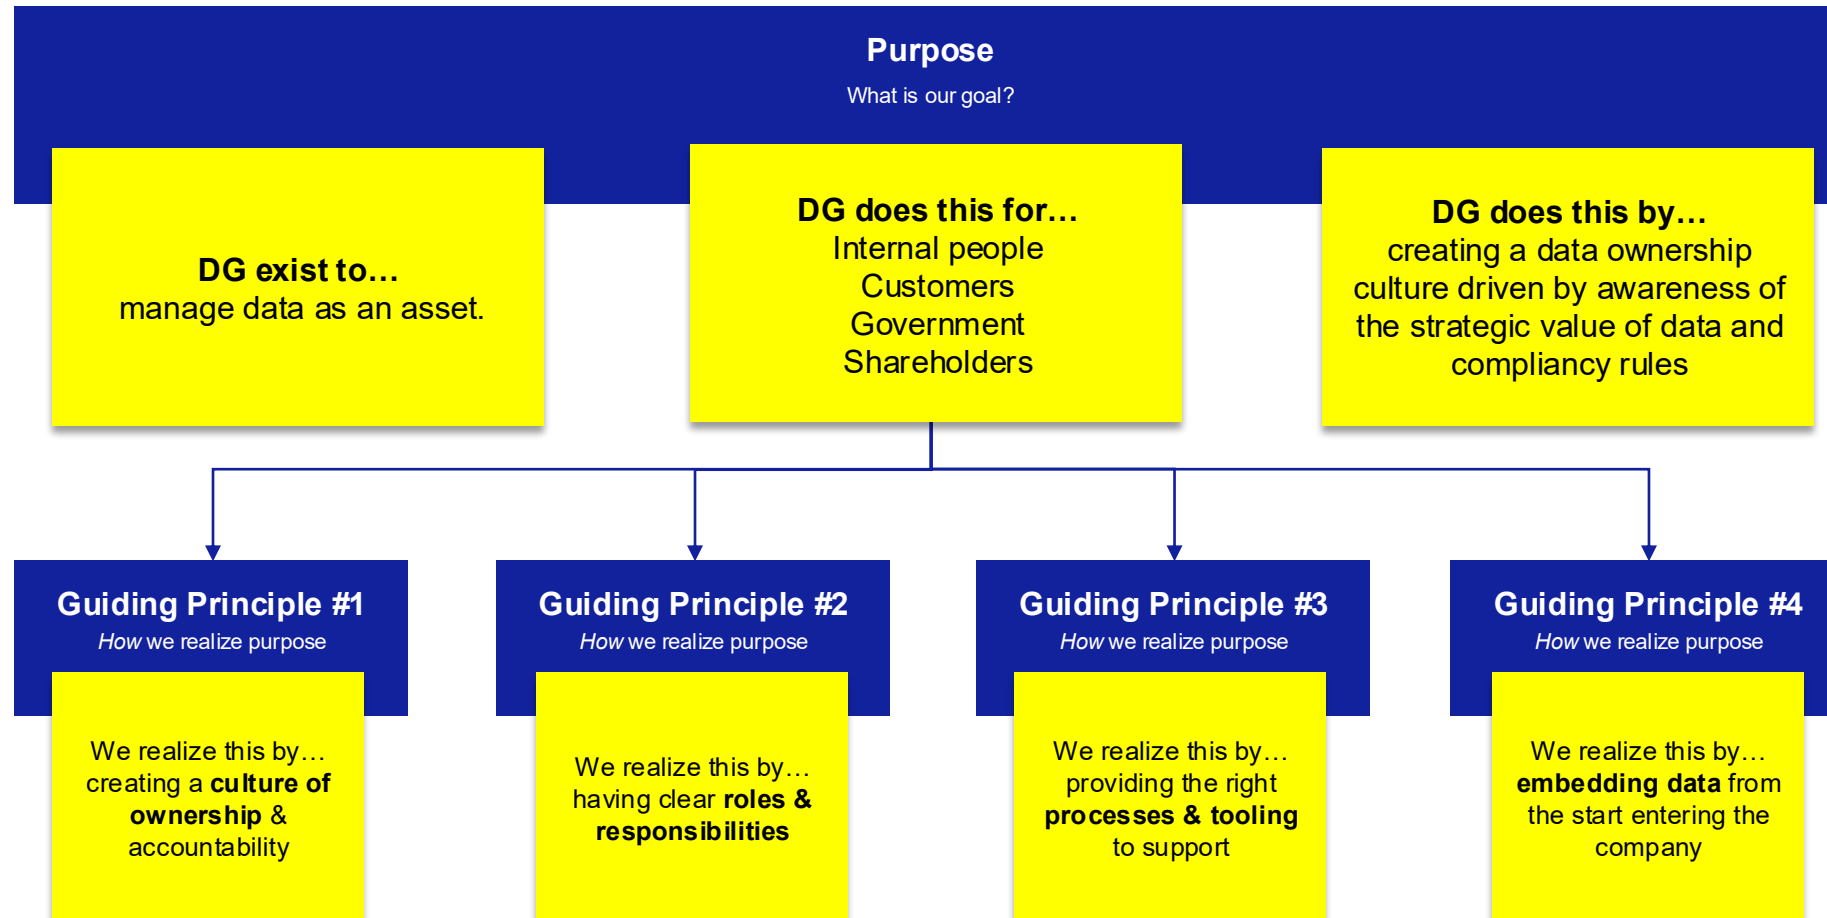 Purpose
What is our goal?
DG exist to…
manage data as an asset.
DG does this for…
Internal people
Customers
Government
Shareholders
DG does this by…
creating a data ownership
culture driven by awareness of
the strategic value of data and
compliancy rules
Guiding Principle #1
How we realize purpose
We realize this by…
creating a culture of
ownership &
accountability
Guiding Principle #2
How we realize purpose
We realize this by…
having clear roles &
responsibilities
Guiding Principle #3
How we realize purpose
We realize this by…
providing the right
processes & tooling
to support
Guiding Principle #4
How we realize purpose
We realize this by…
embedding data from
the start entering the
company